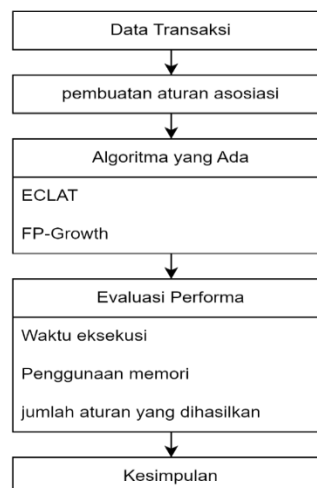 Data Transaksi
pembuatan aturan asosiasi
Algoritma yang Ada
ECLAT
FP-Growth
Evaluasi Performa
Waktu eksekusi
Penggunaan memori
jumlah aturan yang dihasilkan
Kesimpulan